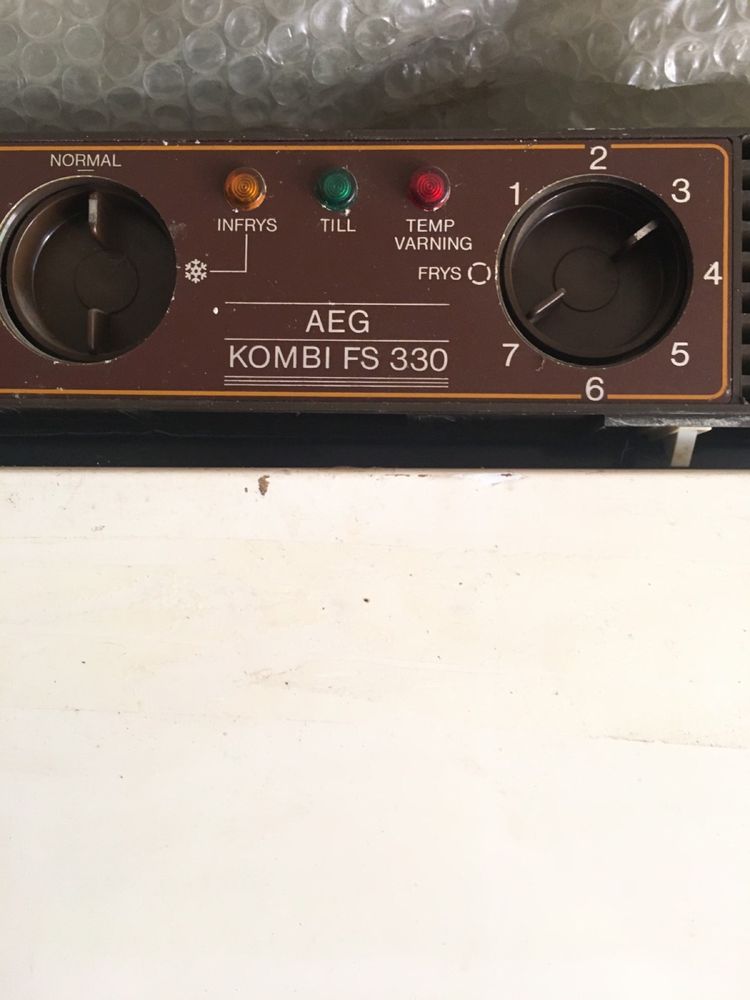 NORMAL
INFRYS
TILL
TEMP
VARNING
FRYS
1
2
3
4
5
6
7
AEG
KOMBI FS 330